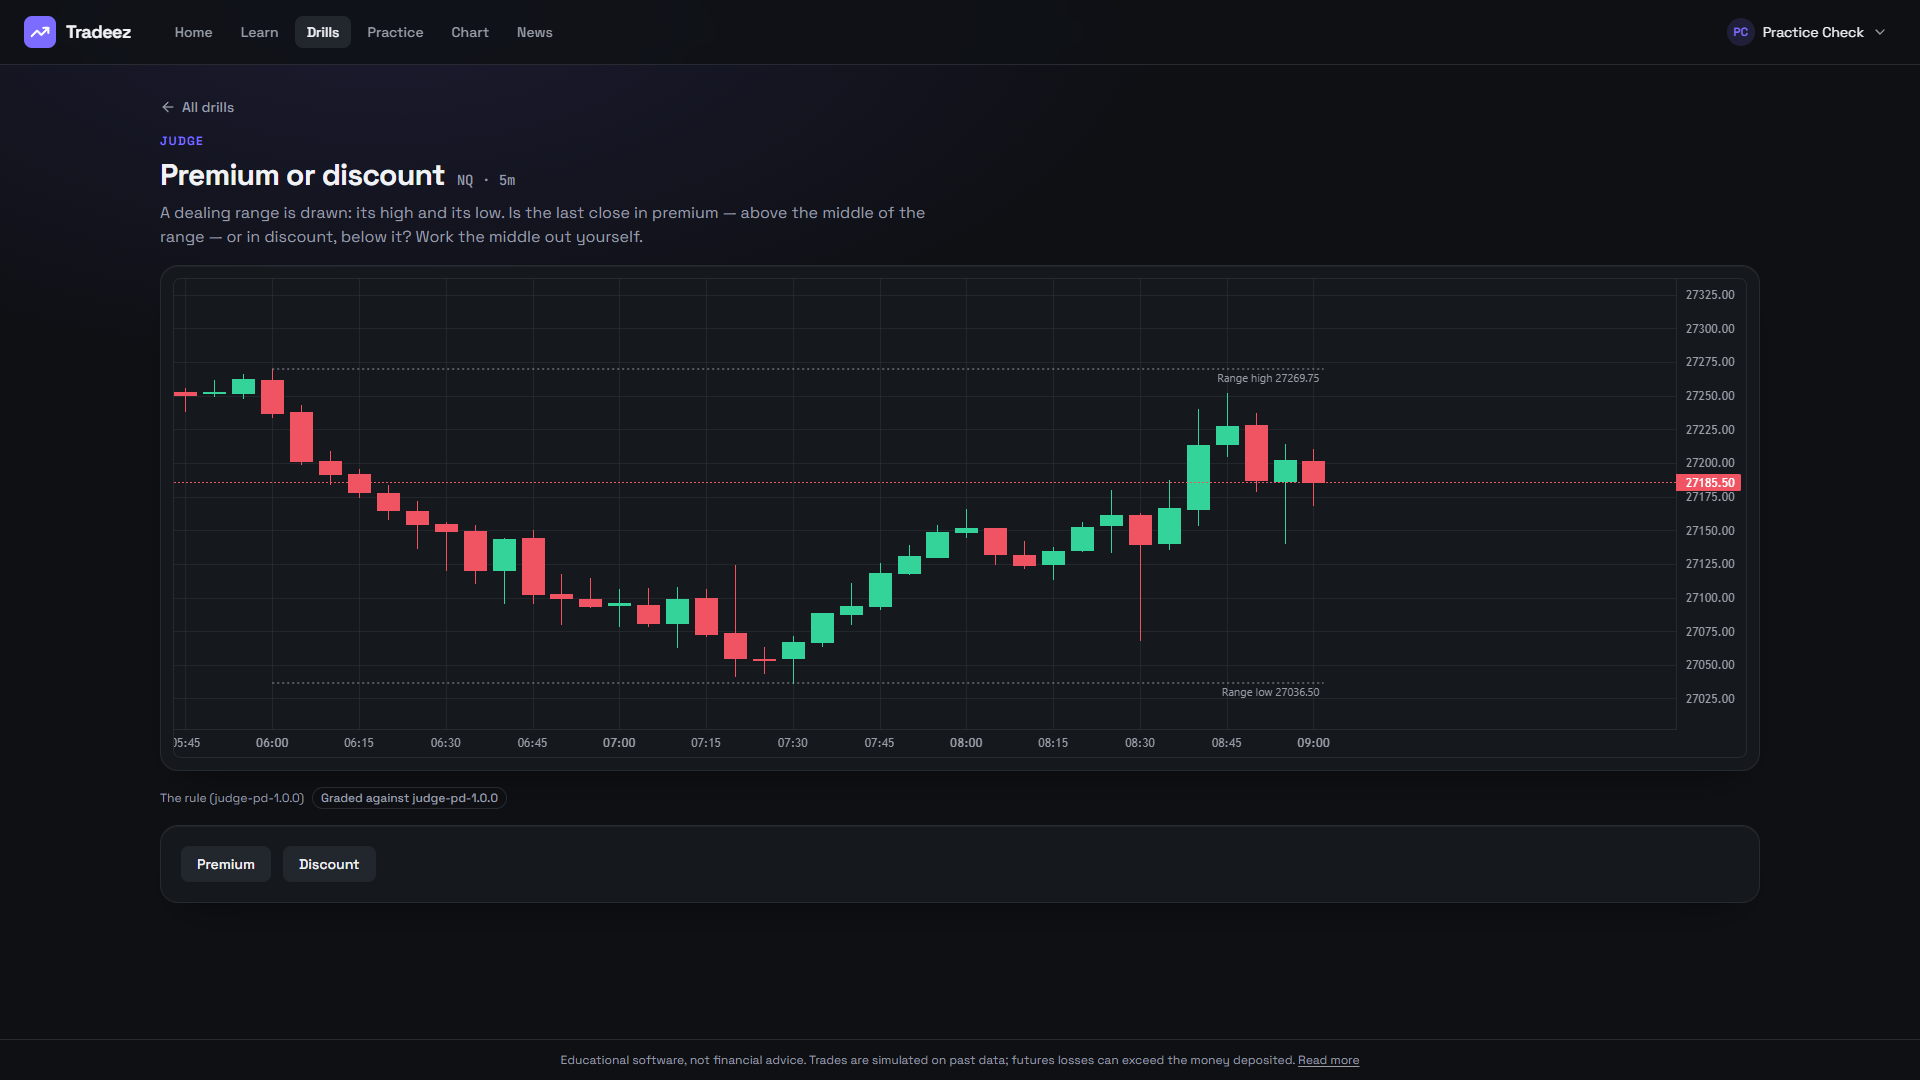 Tradeez
Home
Learn
Drills
Practice
Chart
News
PC
Practice Check
All drills
JUDGE
Premium or discount NQ · 5m
A dealing range is drawn: its high and its low. Is the last close in premium — above the middle of the
range — or in discount, below it? Work the middle out yourself.
27325.00
27300.00
27275.00
Range high 27269.75
27250.00
27225.00
27200.00
27185.50
27175.00
27150.00
27125.00
27100.00
27075.00
27050.00
Range low 27036.50
27025.00
05:45 06:00 06:15 06:30 06:45 07:00 07:15 07:30 07:45 08:00 08:15 08:30 08:45 09:00
The rule (judge-pd-1.0.0) Graded against judge-pd-1.0.0
Premium
Discount
Educational software, not financial advice. Trades are simulated on past data; futures losses can exceed the money deposited. Read more